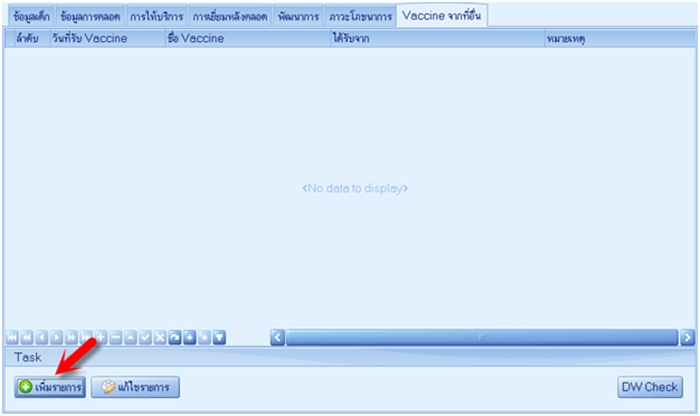 ข้อมูลเด็ก ข้อมูลการคลอด การให้บริการ การเยี่ยมหลังคลอด พัฒนาการ ภาวะโภชนาการ Vaccine จากที่อื่น
ลำดับ วันที่รับ Vaccine ชื่อ Vaccine ได้รับจาก หมายเหตุ
<No data to display>
Task
เพิ่มรายการ แก้ไขรายการ DW Check